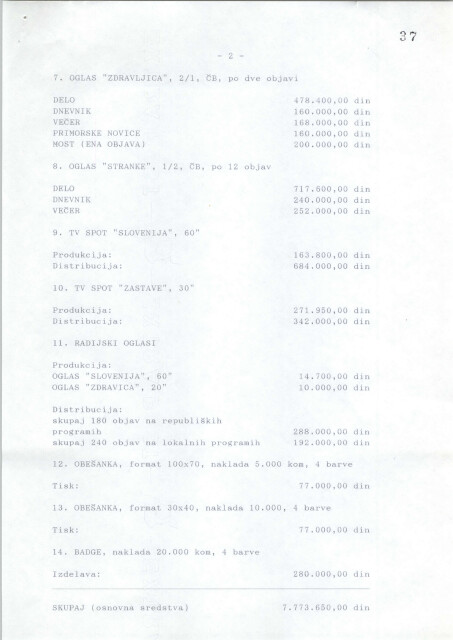 37
- 2 -
7. OGLAS "ZDRAVLJICA", 2/1, ČB, po dve objavi
DELO 478.400,00 din
DNEVNIK 160.000,00 din
VEČER 168.000,00 din
PRIMORSKE NOVICE 160.000,00 din
MOST (ENA OBJAVA) 200.000,00 din
8. OGLAS "STRANKE", 1/2, ČB, po 12 objav
DELO 717.600,00 din
DNEVNIK 240.000,00 din
VEČER 252.000,00 din
9. TV SPOT "SLOVENIJA", 60"
Produkcija: 163.800,00 din
Distribucija: 684.000,00 din
10. TV SPOT "ZASTAVE", 30"
Produkcija: 271.950,00 din
Distribucija: 342.000,00 din
11. RADIJSKI OGLASI
Produkcija:
OGLAS "SLOVENIJA", 60" 14.700,00 din
OGLAS "ZDRAVICA", 20" 10.000,00 din
Distribucija:
skupaj 180 objav na republiških
programih 288.000,00 din
skupaj 240 objav na lokalnih programih 192.000,00 din
12. OBEŠANKA, format 100x70, naklada 5.000 kom, 4 barve
Tisk: 77.000,00 din
13. OBEŠANKA, format 30x40, naklada 10.000, 4 barve
Tisk: 77.000,00 din
14. BADGE, naklada 20.000 kom, 4 barve
Izdelava: 280.000,00 din
SKUPAJ (osnovna sredstva) 7.773.650,00 din